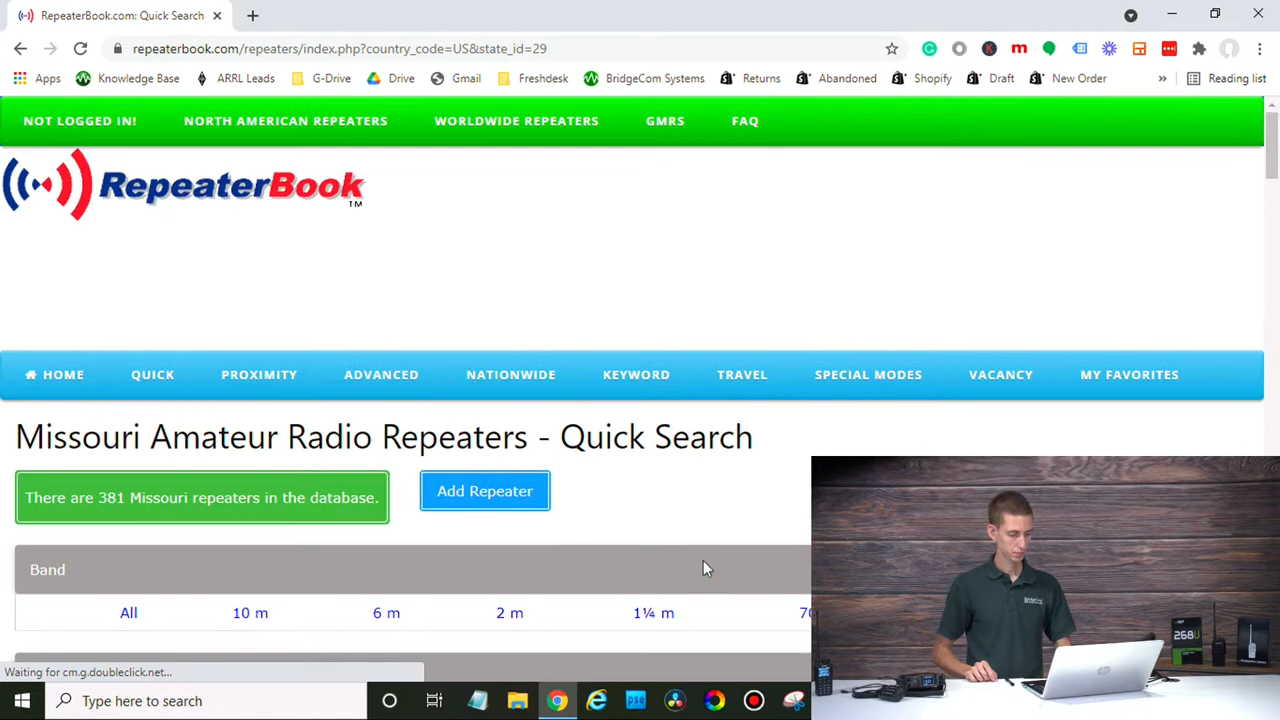 RepeaterBook.com: Quick Search
repeaterbook.com/repeaters/index.php?country_code=US&state_id=29
Apps Knowledge Base ARRL Leads G-Drive Drive Gmail Freshdesk BridgeCom Systems Returns Abandoned Shopify Draft New Order » Reading list
NOT LOGGED IN! NORTH AMERICAN REPEATERS WORLDWIDE REPEATERS GMRS FAQ
RepeaterBook TM
HOME QUICK PROXIMITY ADVANCED NATIONWIDE KEYWORD TRAVEL SPECIAL MODES VACANCY MY FAVORITES
Missouri Amateur Radio Repeaters - Quick Search
There are 381 Missouri repeaters in the database.
Add Repeater
Band
All 10 m 6 m 2 m 1¼ m 70
Waiting for cm.g.doubleclick.net...
Type here to search
268U
hp